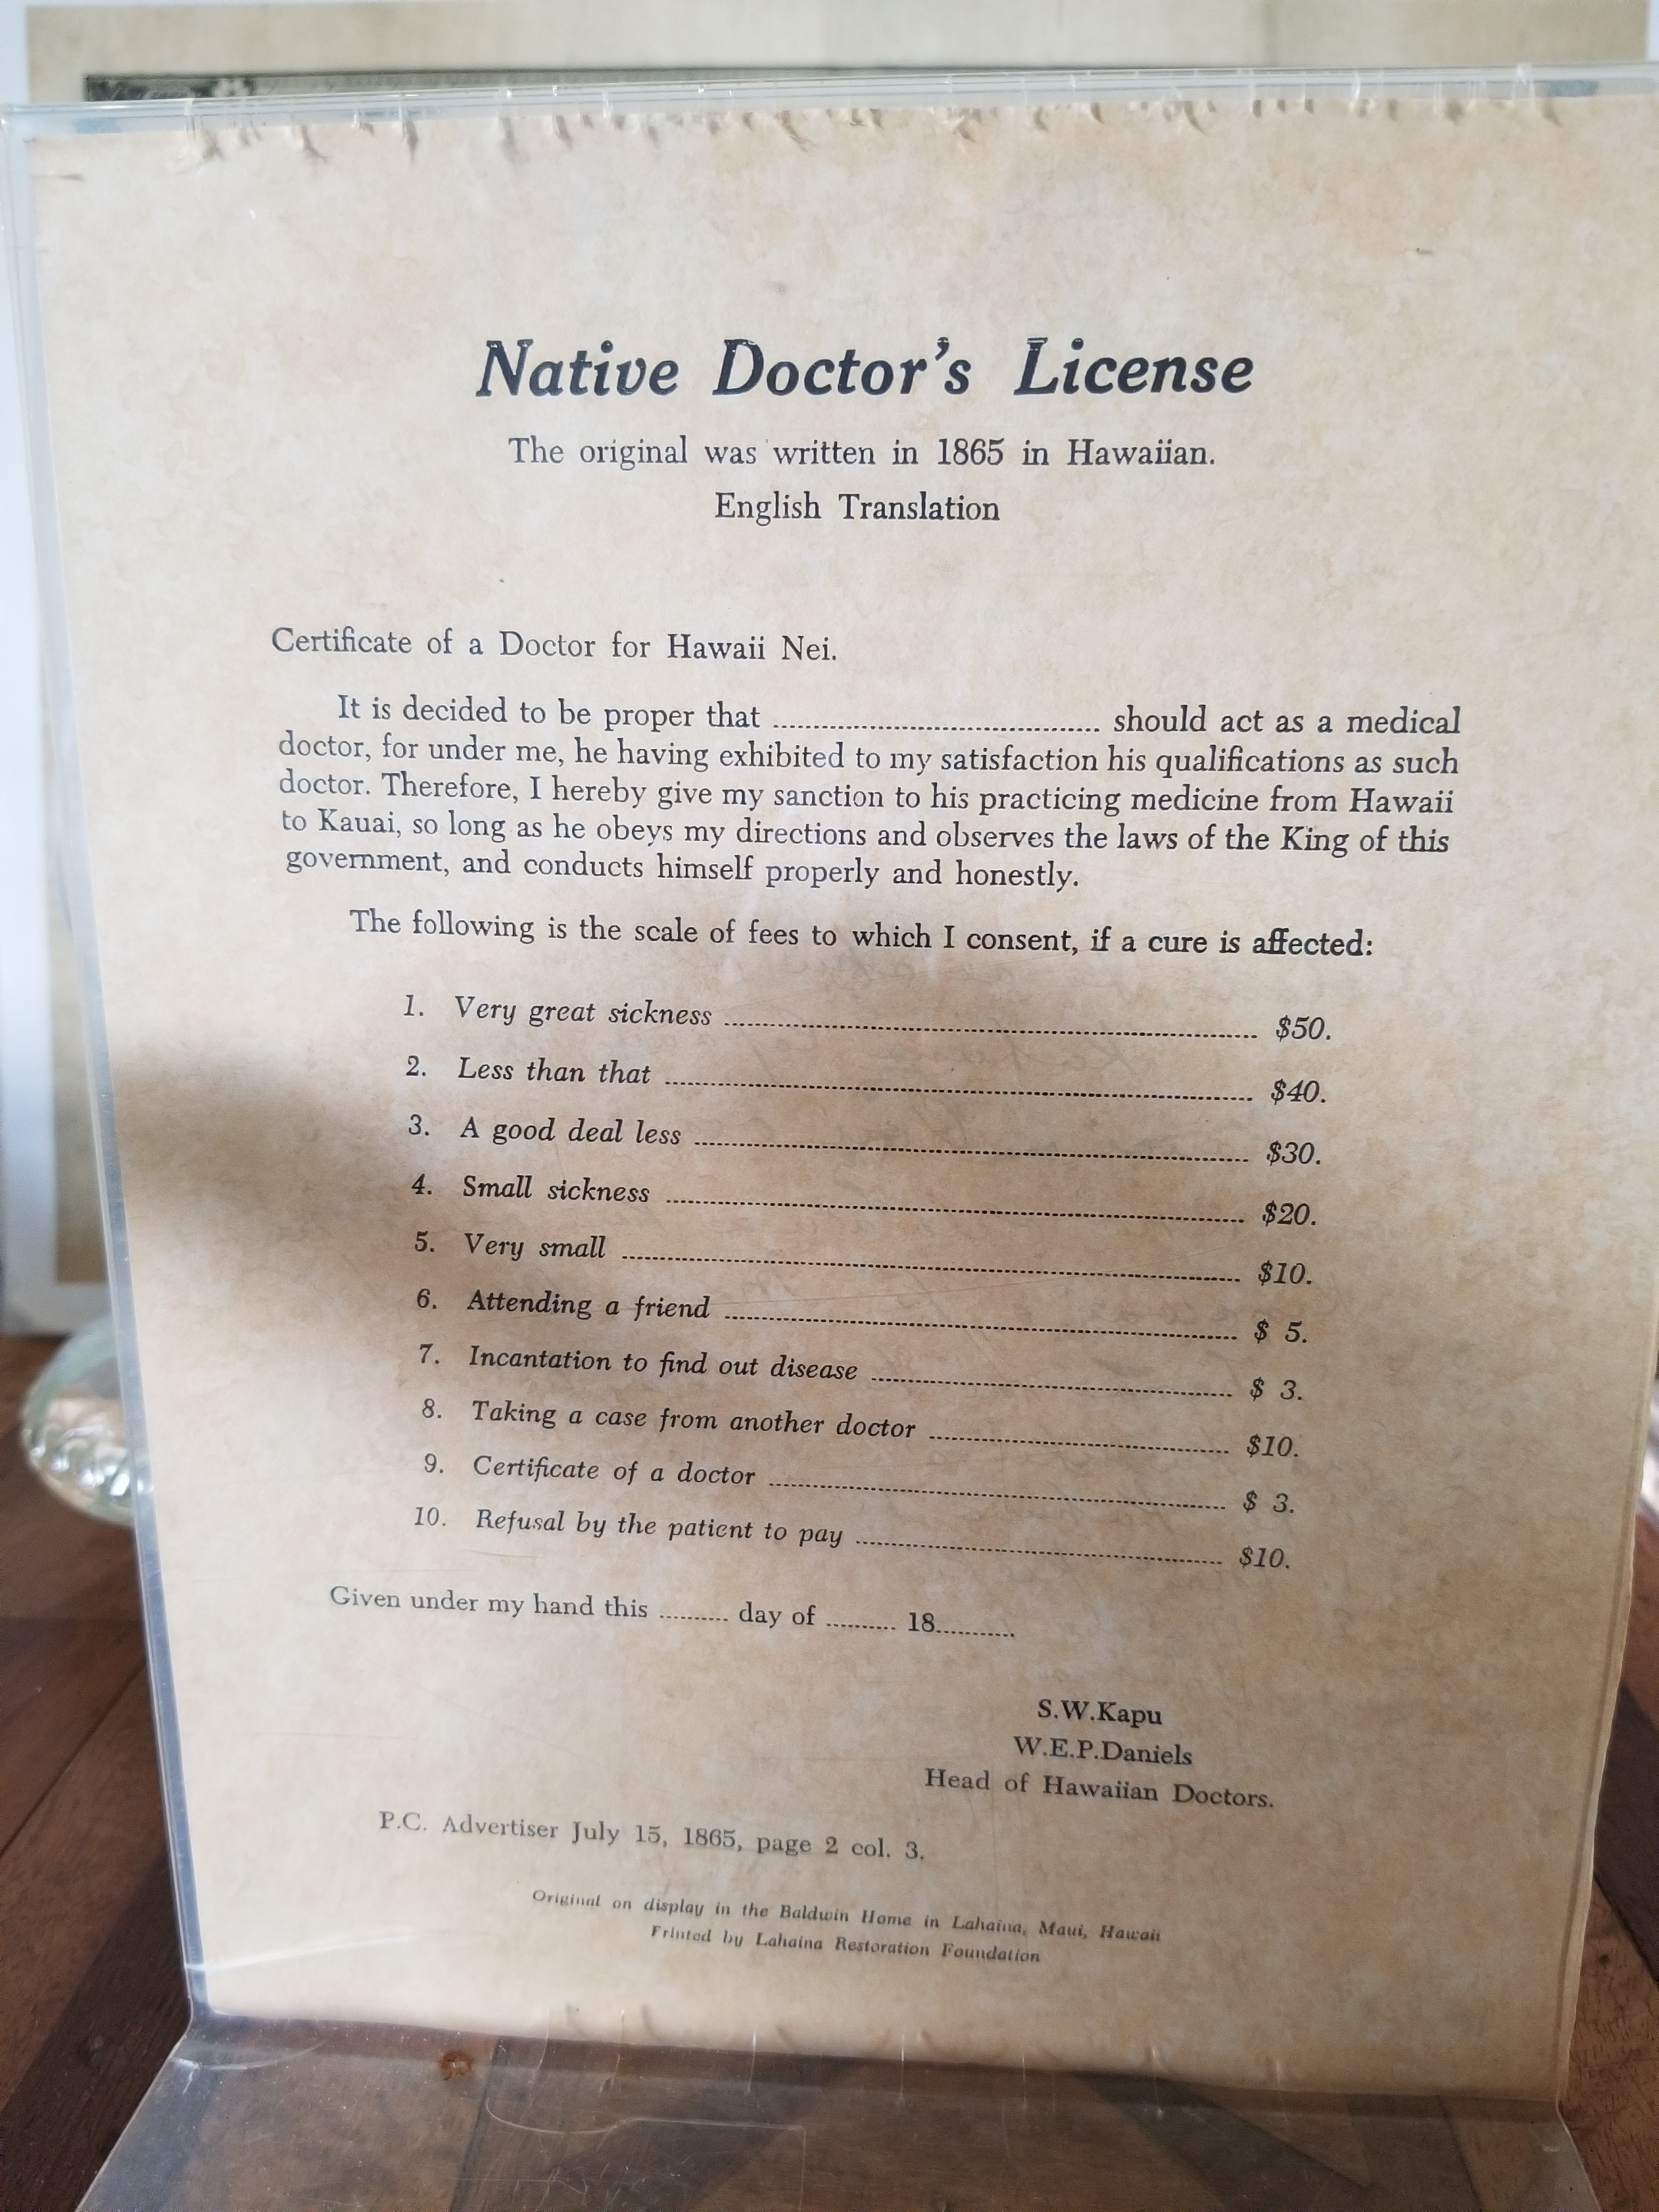 Native Doctor's License
The original was written in 1865 in Hawaiian.
English Translation
Certificate of a Doctor for Hawaii Nei.
It is decided to be proper that ........................................ should act as a medical
doctor, for under me, he having exhibited to my satisfaction his qualifications as such
doctor. Therefore, I hereby give my sanction to his practicing medicine from Hawaii
to Kauai, so long as he obeys my directions and observes the laws of the King of this
government, and conducts himself properly and honestly.
The following is the scale of fees to which I consent, if a cure is affected:
1. Very great sickness ........................................ $50.
2. Less than that ........................................ $40.
3. A good deal less ........................................ $30.
4. Small sickness ........................................ $20.
5. Very small ........................................ $10.
6. Attending a friend ........................................ $ 5.
7. Incantation to find out disease ........................................ $ 3.
8. Taking a case from another doctor ........................................ $10.
9. Certificate of a doctor ........................................ $ 3.
10. Refusal by the patient to pay ........................................ $10.
Given under my hand this .......... day of .......... 18...........
S.W.Kapu
W.E.P.Daniels
Head of Hawaiian Doctors.
P.C. Advertiser July 15, 1865, page 2 col. 3.
Original on display in the Baldwin Home in Lahaina, Maui, Hawaii
Printed by Lahaina Restoration Foundation